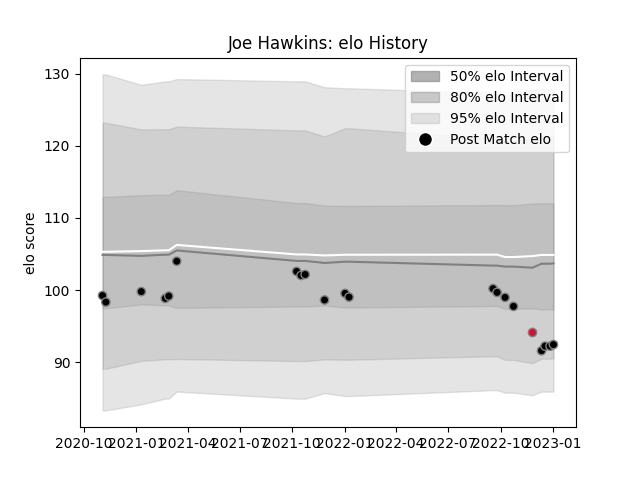 Joe Hawkins: elo History
130
120
110
100
90
elo score
50% elo Interval
80% elo Interval
95% elo Interval
Post Match elo
2020-10 2021-01 2021-04 2021-07 2021-10 2022-01 2022-04 2022-07 2022-10 2023-01